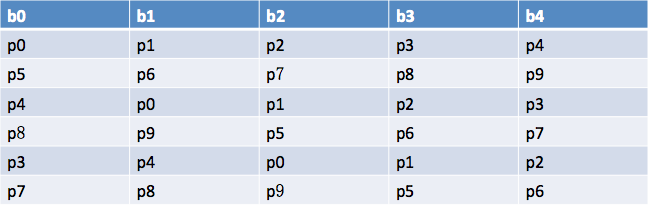 b0 b1 b2 b3 b4
p0 p1 p2 p3 p4
p5 p6 p7 p8 p9
p4 p0 p1 p2 p3
p8 p9 p5 p6 p7
p3 p4 p0 p1 p2
p7 p8 p9 p5 p6